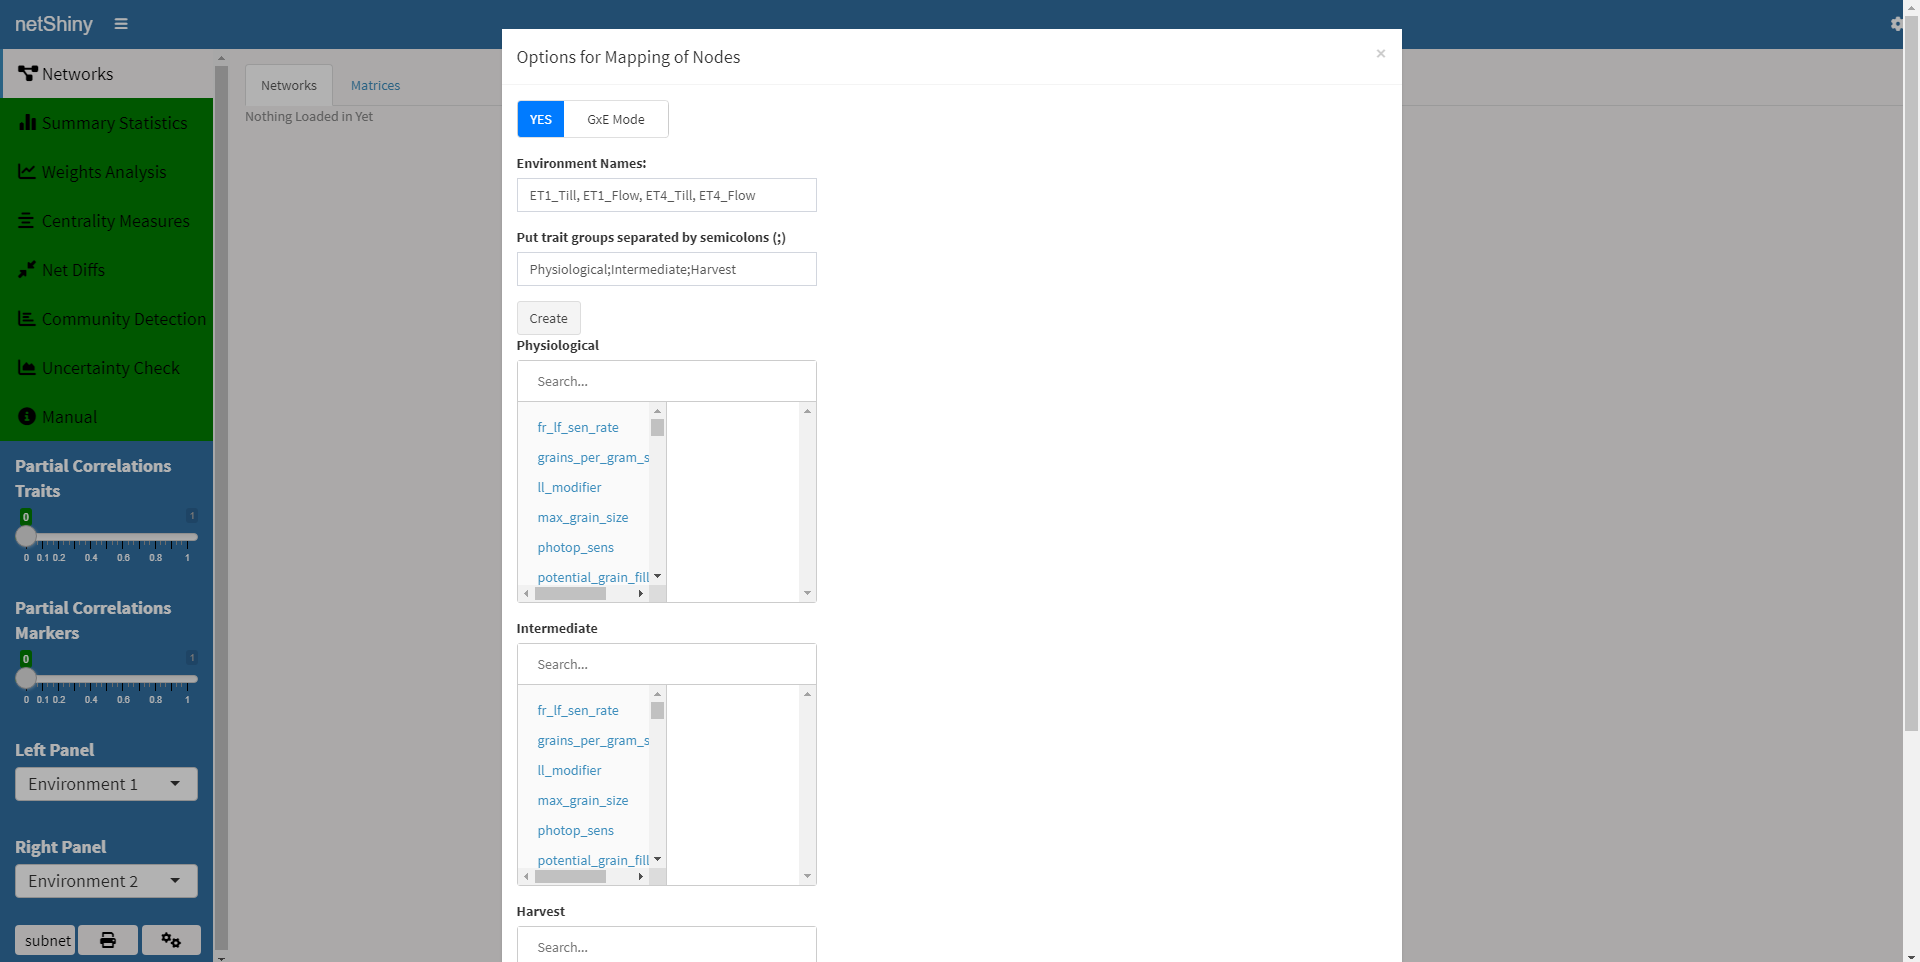 netShiny
Networks
Summary Statistics
Weights Analysis
Centrality Measures
Net Diffs
Community Detection
Uncertainty Check
Manual
Partial Correlations
Traits
0 1
0 0.1 0.2 0.4 0.6 0.8 1
Partial Correlations
Markers
0 1
0 0.1 0.2 0.4 0.6 0.8 1
Left Panel
Environment 1
Right Panel
Environment 2
subnet
Networks Matrices
Nothing Loaded in Yet
Options for Mapping of Nodes ×
YES GxE Mode
Environment Names:
ET1_Till, ET1_Flow, ET4_Till, ET4_Flow
Put trait groups separated by semicolons (;)
Physiological;Intermediate;Harvest
Create
Physiological
Search...
fr_lf_sen_rate
grains_per_gram_s
ll_modifier
max_grain_size
photop_sens
potential_grain_fill
Intermediate
Search...
fr_lf_sen_rate
grains_per_gram_s
ll_modifier
max_grain_size
photop_sens
potential_grain_fill
Harvest
Search...